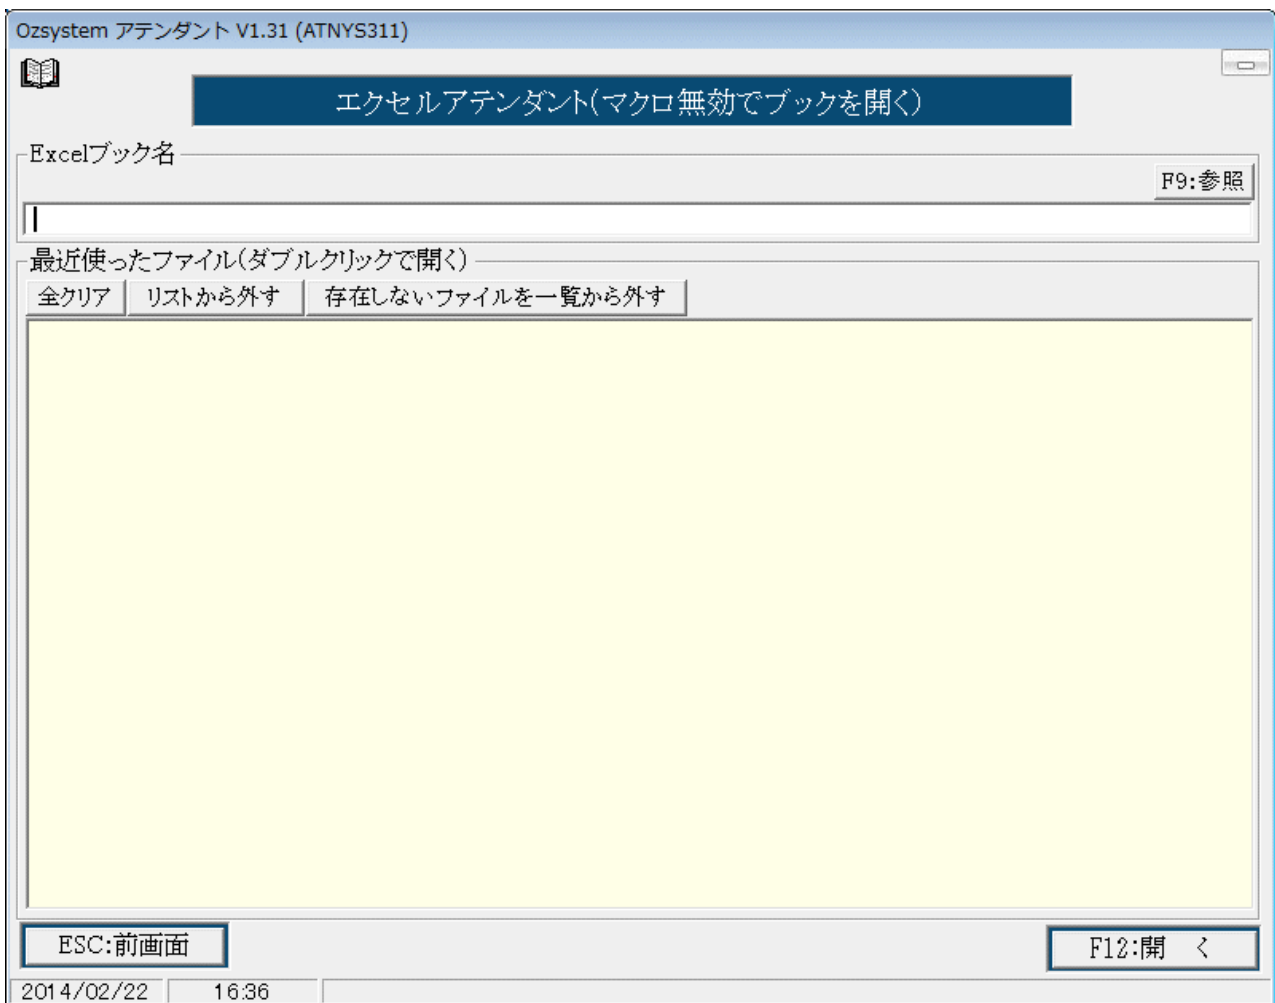 Ozsystem アテンダント V1.31 (ATNYS311)
エクセルアテンダント(マクロ無効でブックを開く)
Excelブック名
F9:参照
最近使ったファイル(ダブルクリックで開く)
全クリア リストから外す 存在しないファイルを一覧から外す
ESC:前画面 F12:開　く
2014/02/22 16:36